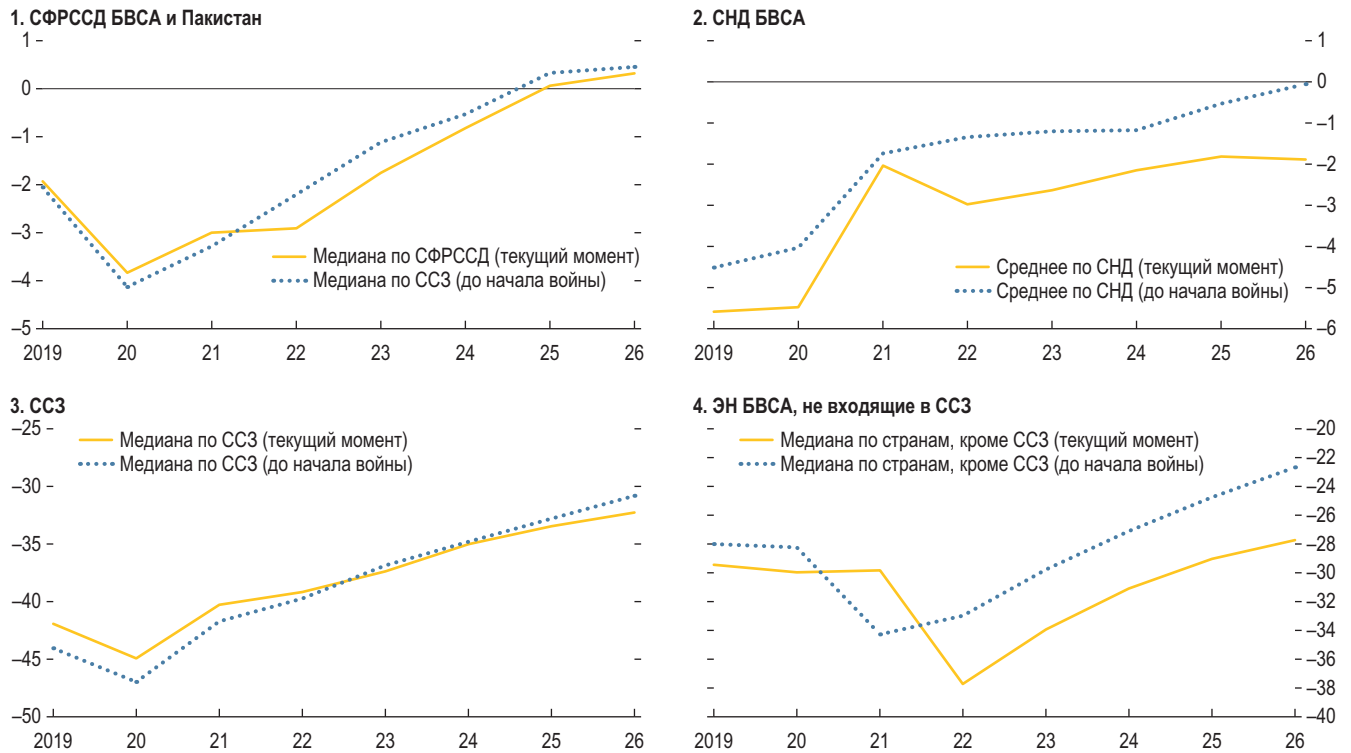 1. СФРССД БВСА и Пакистан
1
0
–1
–2
–3
–4
–5
Медиана по СФРССД (текущий момент)
Медиана по ССЗ (до начала войны)
2019 20 21 22 23 24 25 26
2. СНД БВСА
1
0
–1
–2
–3
–4
–5
–6
Среднее по СНД (текущий момент)
Среднее по СНД (до начала войны)
2019 20 21 22 23 24 25 26
3. ССЗ
–25
–30
–35
–40
–45
–50
Медиана по ССЗ (текущий момент)
Медиана по ССЗ (до начала войны)
2019 20 21 22 23 24 25 26
4. ЭН БВСА, не входящие в ССЗ
–20
–22
–24
–26
–28
–30
–32
–34
–36
–38
–40
Медиана по странам, кроме ССЗ (текущий момент)
Медиана по странам, кроме ССЗ (до начала войны)
2019 20 21 22 23 24 25 26